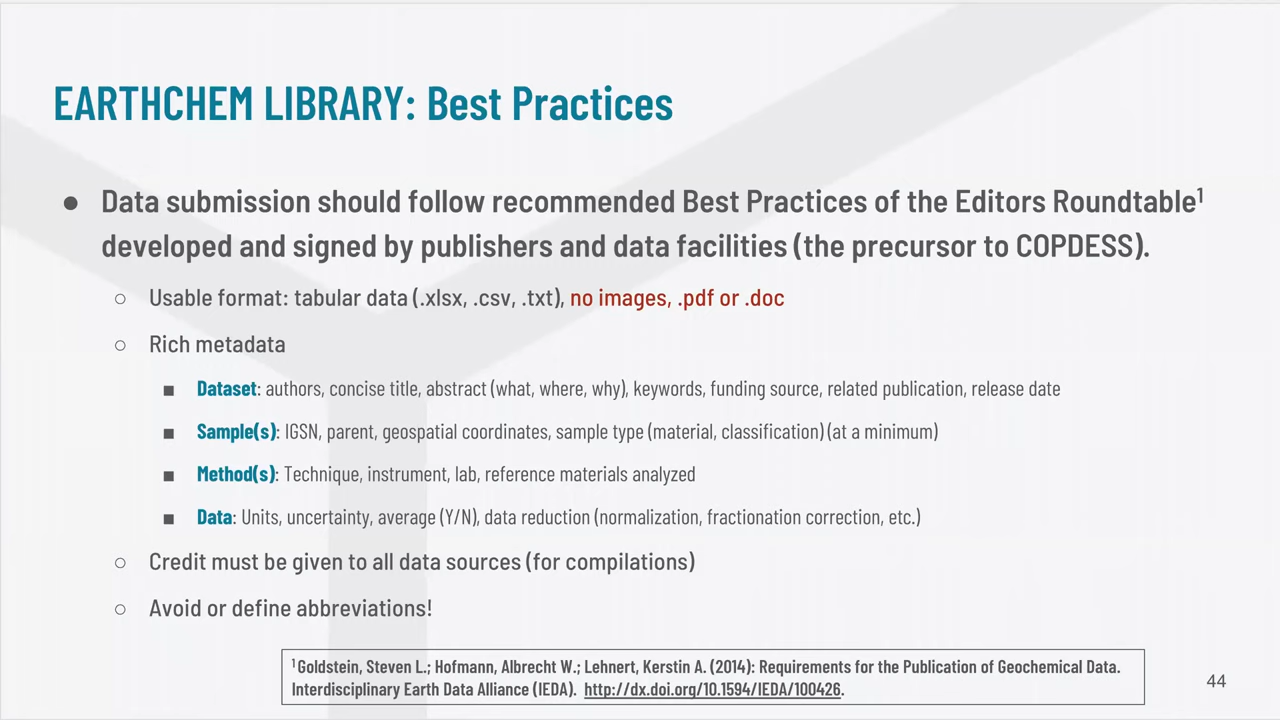 EARTHCHEM LIBRARY: Best Practices
● Data submission should follow recommended Best Practices of the Editors Roundtable¹
developed and signed by publishers and data facilities (the precursor to COPDESS).
○ Usable format: tabular data (.xlsx, .csv, .txt), no images, .pdf or .doc
○ Rich metadata
■ Dataset: authors, concise title, abstract (what, where, why), keywords, funding source, related publication, release date
■ Sample(s): IGSN, parent, geospatial coordinates, sample type (material, classification) (at a minimum)
■ Method(s): Technique, instrument, lab, reference materials analyzed
■ Data: Units, uncertainty, average (Y/N), data reduction (normalization, fractionation correction, etc.)
○ Credit must be given to all data sources (for compilations)
○ Avoid or define abbreviations!
¹ Goldstein, Steven L.; Hofmann, Albrecht W.; Lehnert, Kerstin A. (2014): Requirements for the Publication of Geochemical Data.
Interdisciplinary Earth Data Alliance (IEDA). http://dx.doi.org/10.1594/IEDA/100426.
44